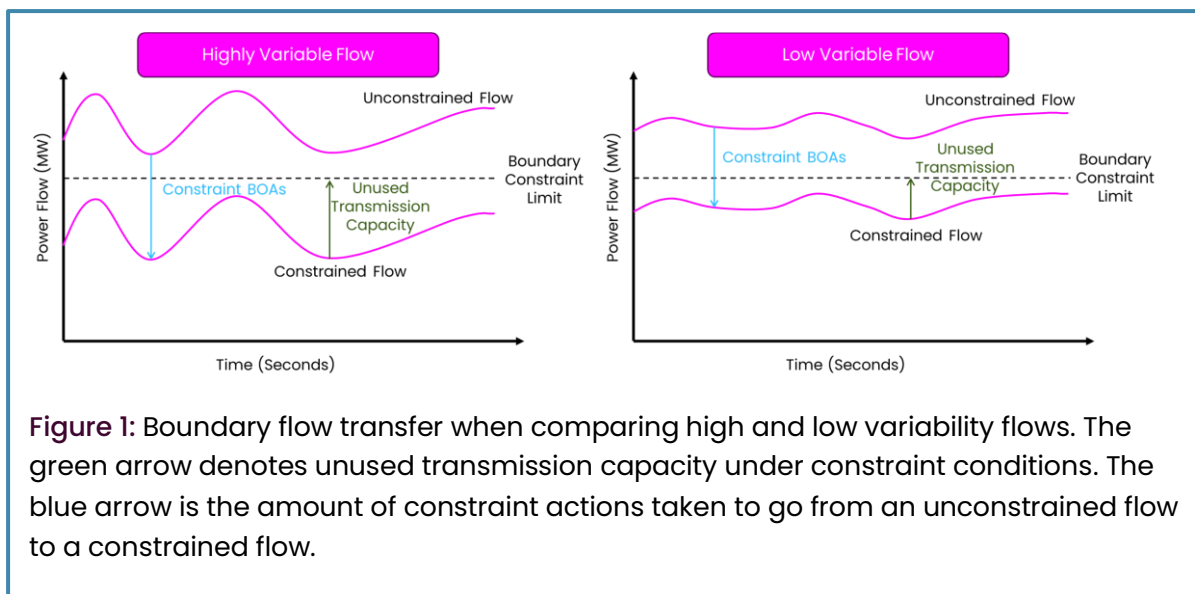 Highly Variable Flow
Power Flow (MW)
Unconstrained Flow
Constraint BOAs
Unused
Transmission
Capacity
Boundary
Constraint
Limit
Constrained Flow
Time (Seconds)
Low Variable Flow
Power Flow (MW)
Unconstrained Flow
Constraint BOAs
Unused
Transmission
Capacity
Boundary
Constraint
Limit
Constrained Flow
Time (Seconds)
Figure 1: Boundary flow transfer when comparing high and low variability flows. The
green arrow denotes unused transmission capacity under constraint conditions. The
blue arrow is the amount of constraint actions taken to go from an unconstrained flow
to a constrained flow.